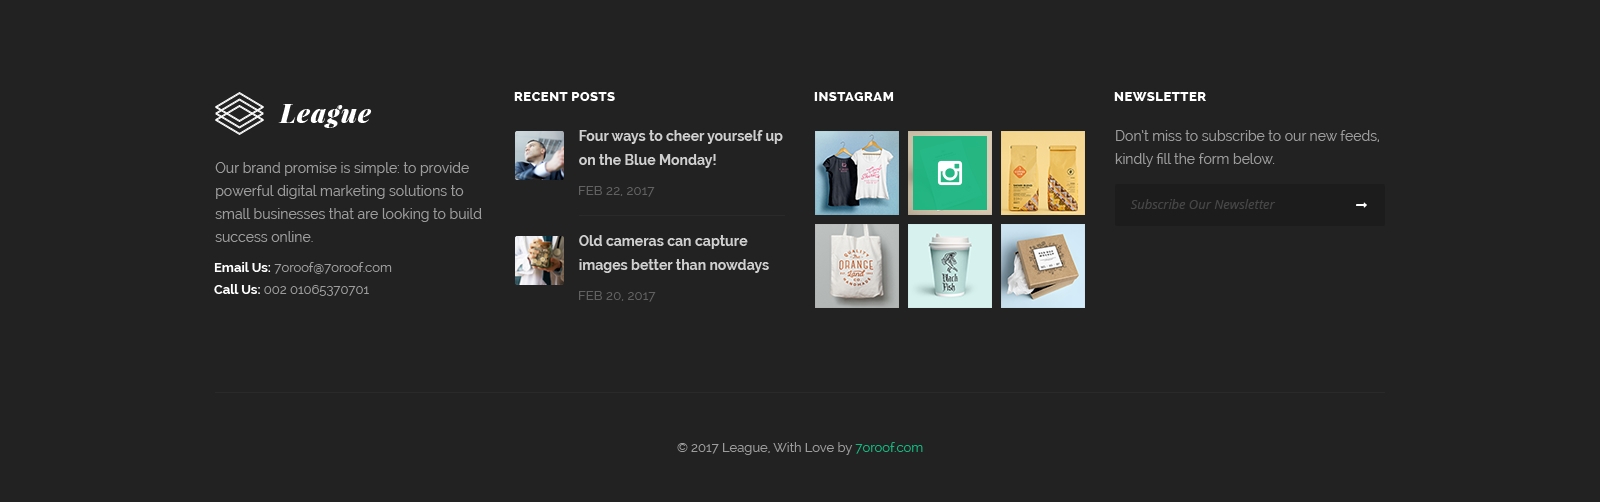 League
Our brand promise is simple: to provide
powerful digital marketing solutions to
small businesses that are looking to build
success online.
Email Us: 7oroof@7oroof.com
Call Us: 002 01065370701
RECENT POSTS
Four ways to cheer yourself up
on the Blue Monday!
FEB 22, 2017
Old cameras can capture
images better than nowdays
FEB 20, 2017
INSTAGRAM
QUALITY
ORANGE
Land
HANDMADE
Black
Fish
NEWSLETTER
Don't miss to subscribe to our new feeds,
kindly fill the form below.
Subscribe Our Newsletter
© 2017 League, With Love by 7oroof.com